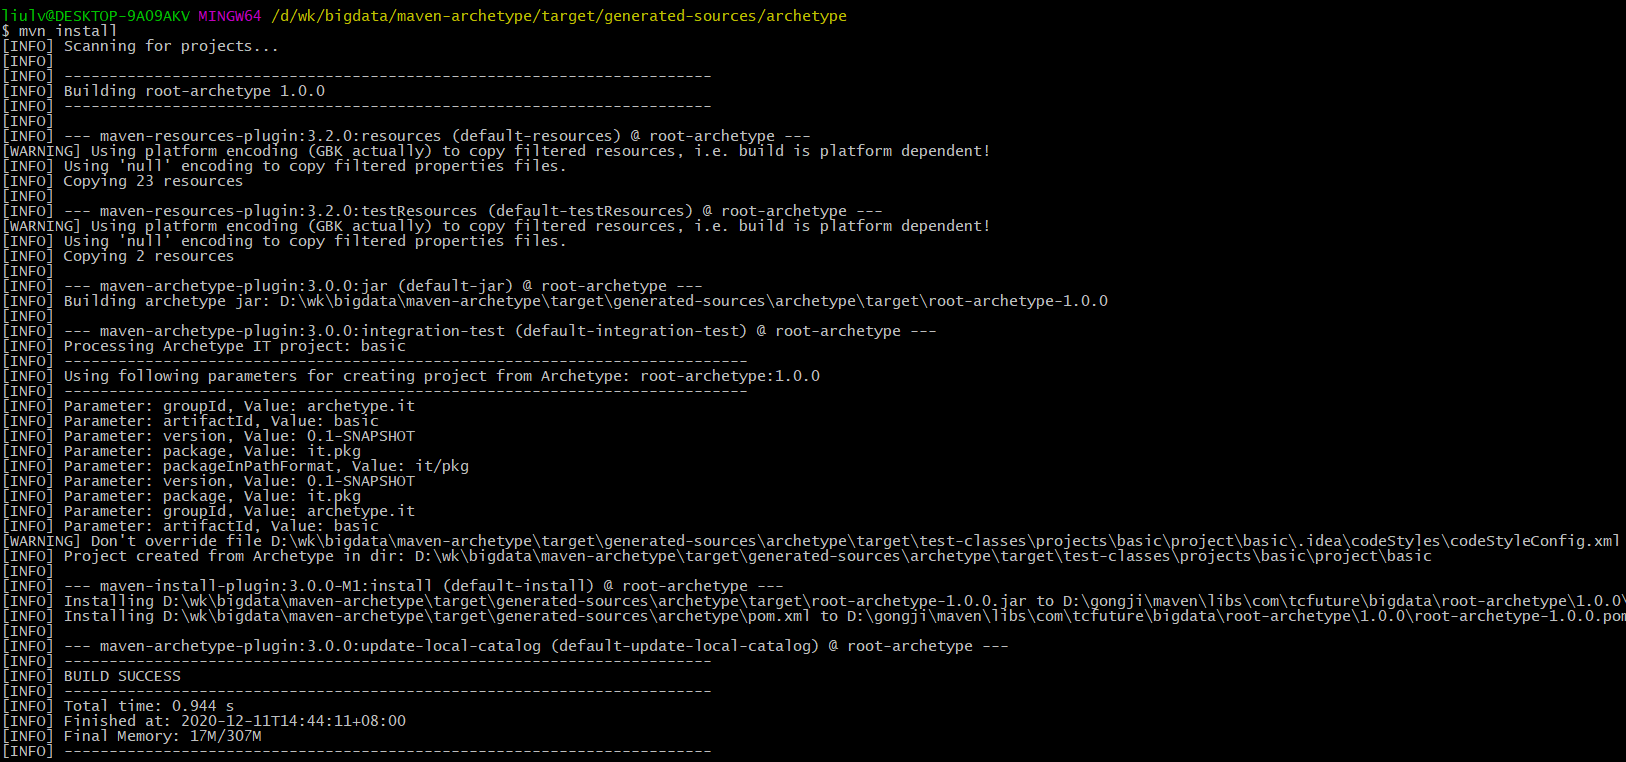 liulv@DESKTOP-9A09AKV MINGW64 /d/wk/bigdata/maven-archetype/target/generated-sources/archetype
$ mvn install
[INFO] Scanning for projects...
[INFO]
[INFO] ------------------------------------------------------------------------
[INFO] Building root-archetype 1.0.0
[INFO] ------------------------------------------------------------------------
[INFO]
[INFO] --- maven-resources-plugin:3.2.0:resources (default-resources) @ root-archetype ---
[WARNING] Using platform encoding (GBK actually) to copy filtered resources, i.e. build is platform dependent!
[INFO] Using 'null' encoding to copy filtered properties files.
[INFO] Copying 23 resources
[INFO]
[INFO] --- maven-resources-plugin:3.2.0:testResources (default-testResources) @ root-archetype ---
[WARNING] Using platform encoding (GBK actually) to copy filtered resources, i.e. build is platform dependent!
[INFO] Using 'null' encoding to copy filtered properties files.
[INFO] Copying 2 resources
[INFO]
[INFO] --- maven-archetype-plugin:3.0.0:jar (default-jar) @ root-archetype ---
[INFO] Building archetype jar: D:\wk\bigdata\maven-archetype\target\generated-sources\archetype\target\root-archetype-1.0.0
[INFO]
[INFO] --- maven-archetype-plugin:3.0.0:integration-test (default-integration-test) @ root-archetype ---
[INFO] Processing Archetype IT project: basic
[INFO] ----------------------------------------------------------------------------
[INFO] Using following parameters for creating project from Archetype: root-archetype:1.0.0
[INFO] ----------------------------------------------------------------------------
[INFO] Parameter: groupId, Value: archetype.it
[INFO] Parameter: artifactId, Value: basic
[INFO] Parameter: version, Value: 0.1-SNAPSHOT
[INFO] Parameter: package, Value: it.pkg
[INFO] Parameter: packageInPathFormat, Value: it/pkg
[INFO] Parameter: version, Value: 0.1-SNAPSHOT
[INFO] Parameter: package, Value: it.pkg
[INFO] Parameter: groupId, Value: archetype.it
[INFO] Parameter: artifactId, Value: basic
[WARNING] Don't override file D:\wk\bigdata\maven-archetype\target\generated-sources\archetype\target\test-classes\projects\basic\project\basic\.idea\codeStyles\codeStyleConfig.xml
[INFO] Project created from Archetype in dir: D:\wk\bigdata\maven-archetype\target\generated-sources\archetype\target\test-classes\projects\basic\project\basic
[INFO]
[INFO] --- maven-install-plugin:3.0.0-M1:install (default-install) @ root-archetype ---
[INFO] Installing D:\wk\bigdata\maven-archetype\target\generated-sources\archetype\target\root-archetype-1.0.0.jar to D:\gongji\maven\libs\com\tcfuture\bigdata\root-archetype\1.0.0\
[INFO] Installing D:\wk\bigdata\maven-archetype\target\generated-sources\archetype\pom.xml to D:\gongji\maven\libs\com\tcfuture\bigdata\root-archetype\1.0.0\root-archetype-1.0.0.pom
[INFO]
[INFO] --- maven-archetype-plugin:3.0.0:update-local-catalog (default-update-local-catalog) @ root-archetype ---
[INFO] ------------------------------------------------------------------------
[INFO] BUILD SUCCESS
[INFO] ------------------------------------------------------------------------
[INFO] Total time: 0.944 s
[INFO] Finished at: 2020-12-11T14:44:11+08:00
[INFO] Final Memory: 17M/307M
[INFO] ------------------------------------------------------------------------